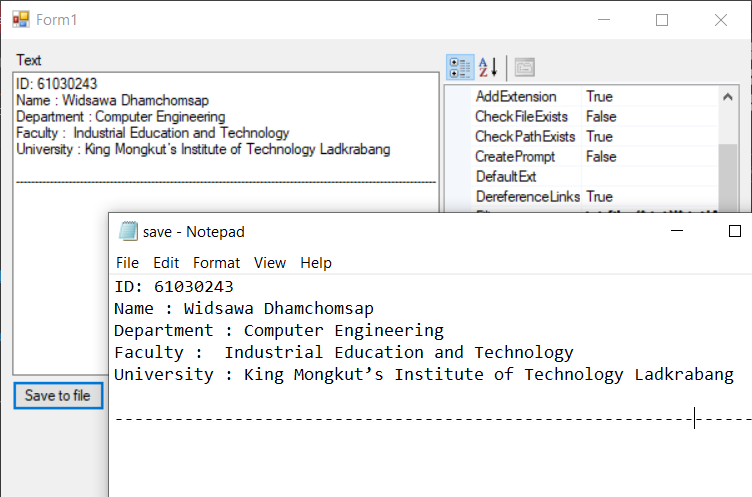 Form1
Text
ID: 61030243
Name : Widsawa Dhamchomsap
Department : Computer Engineering
Faculty :  Industrial Education and Technology
University : King Mongkut's Institute of Technology Ladkrabang
--------------------------------------------------------------------------------------------------------
Save to file
AddExtension True
CheckFileExists False
CheckPathExists True
CreatePrompt False
DefaultExt
DereferenceLinks True
save - Notepad
File Edit Format View Help
ID: 61030243
Name : Widsawa Dhamchomsap
Department : Computer Engineering
Faculty :  Industrial Education and Technology
University : King Mongkut’s Institute of Technology Ladkrabang
----------------------------------------------------------------